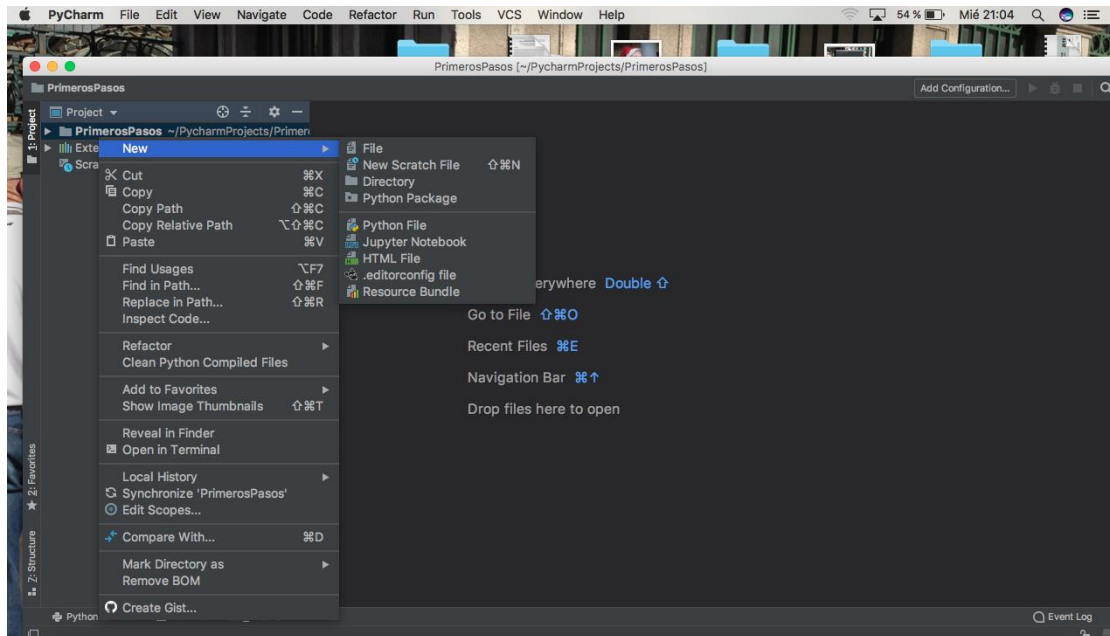 PyCharm File Edit View Navigate Code Refactor Run Tools VCS Window Help 54 % Mié 21:04
PrimerosPasos [~/PycharmProjects/PrimerosPasos]
PrimerosPasos
Add Configuration...
1: Project
Project
PrimerosPasos ~/PycharmProjects/Primer
Exte
Scra
New
Cut ⌘X
Copy ⌘C
Copy Path ⇧⌘C
Copy Relative Path ⌥⇧⌘C
Paste ⌘V
Find Usages ⌥F7
Find in Path... ⇧⌘F
Replace in Path... ⇧⌘R
Inspect Code...
Refactor
Clean Python Compiled Files
Add to Favorites
Show Image Thumbnails ⇧⌘T
Reveal in Finder
Open in Terminal
Local History
Synchronize 'PrimerosPasos'
Edit Scopes...
Compare With... ⌘D
Mark Directory as
Remove BOM
Create Gist...
File
New Scratch File ⇧⌘N
Directory
Python Package
Python File
Jupyter Notebook
HTML File
.editorconfig file
Resource Bundle
erywhere Double ⇧
Go to File ⇧⌘O
Recent Files ⌘E
Navigation Bar ⌘↑
Drop files here to open
2: Favorites
Z: Structure
Python
Event Log